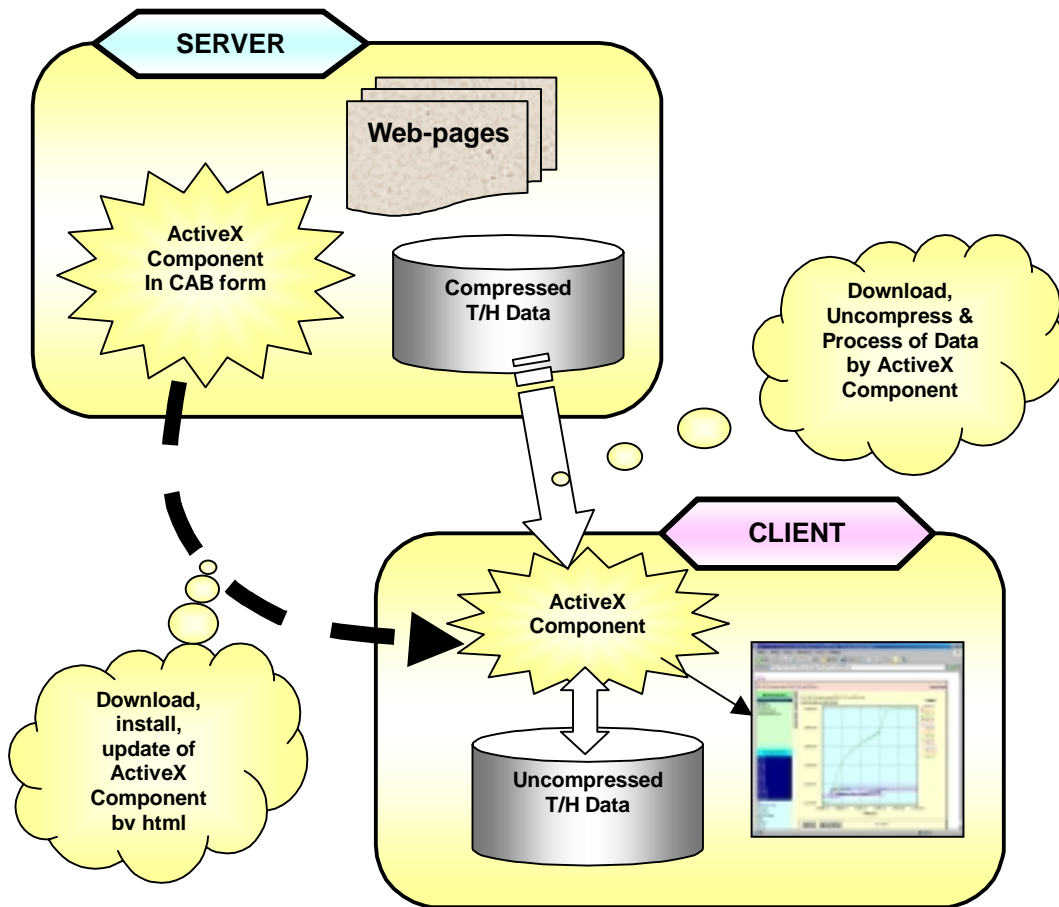 SERVER
Web-pages
ActiveX
Component
In CAB form
Compressed
T/H Data
Download,
Uncompress &
Process of Data
by ActiveX
Component
CLIENT
ActiveX
Component
Download,
install,
update of
ActiveX
Component
by html
Uncompressed
T/H Data